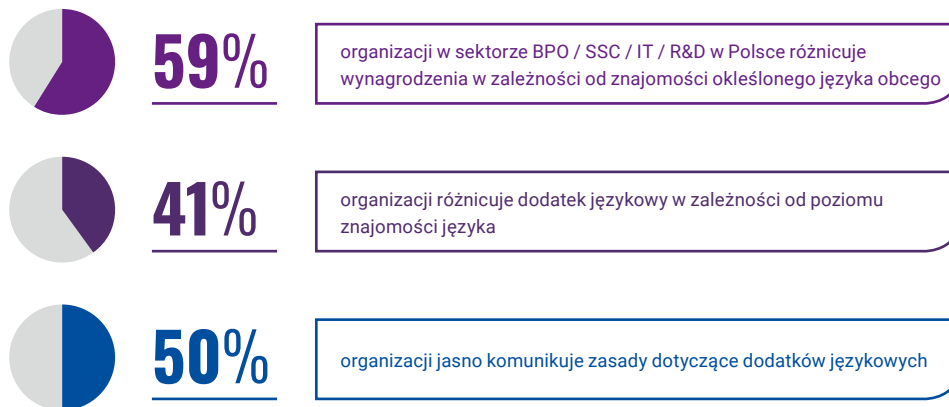 59%
organizacji w sektorze BPO / SSC / IT / R&D w Polsce różnicuje
wynagrodzenia w zależności od znajomości okleślonego języka obcego
41%
organizacji różnicuje dodatek językowy w zależności od poziomu
znajomości języka
50%
organizacji jasno komunikuje zasady dotyczące dodatków językowych